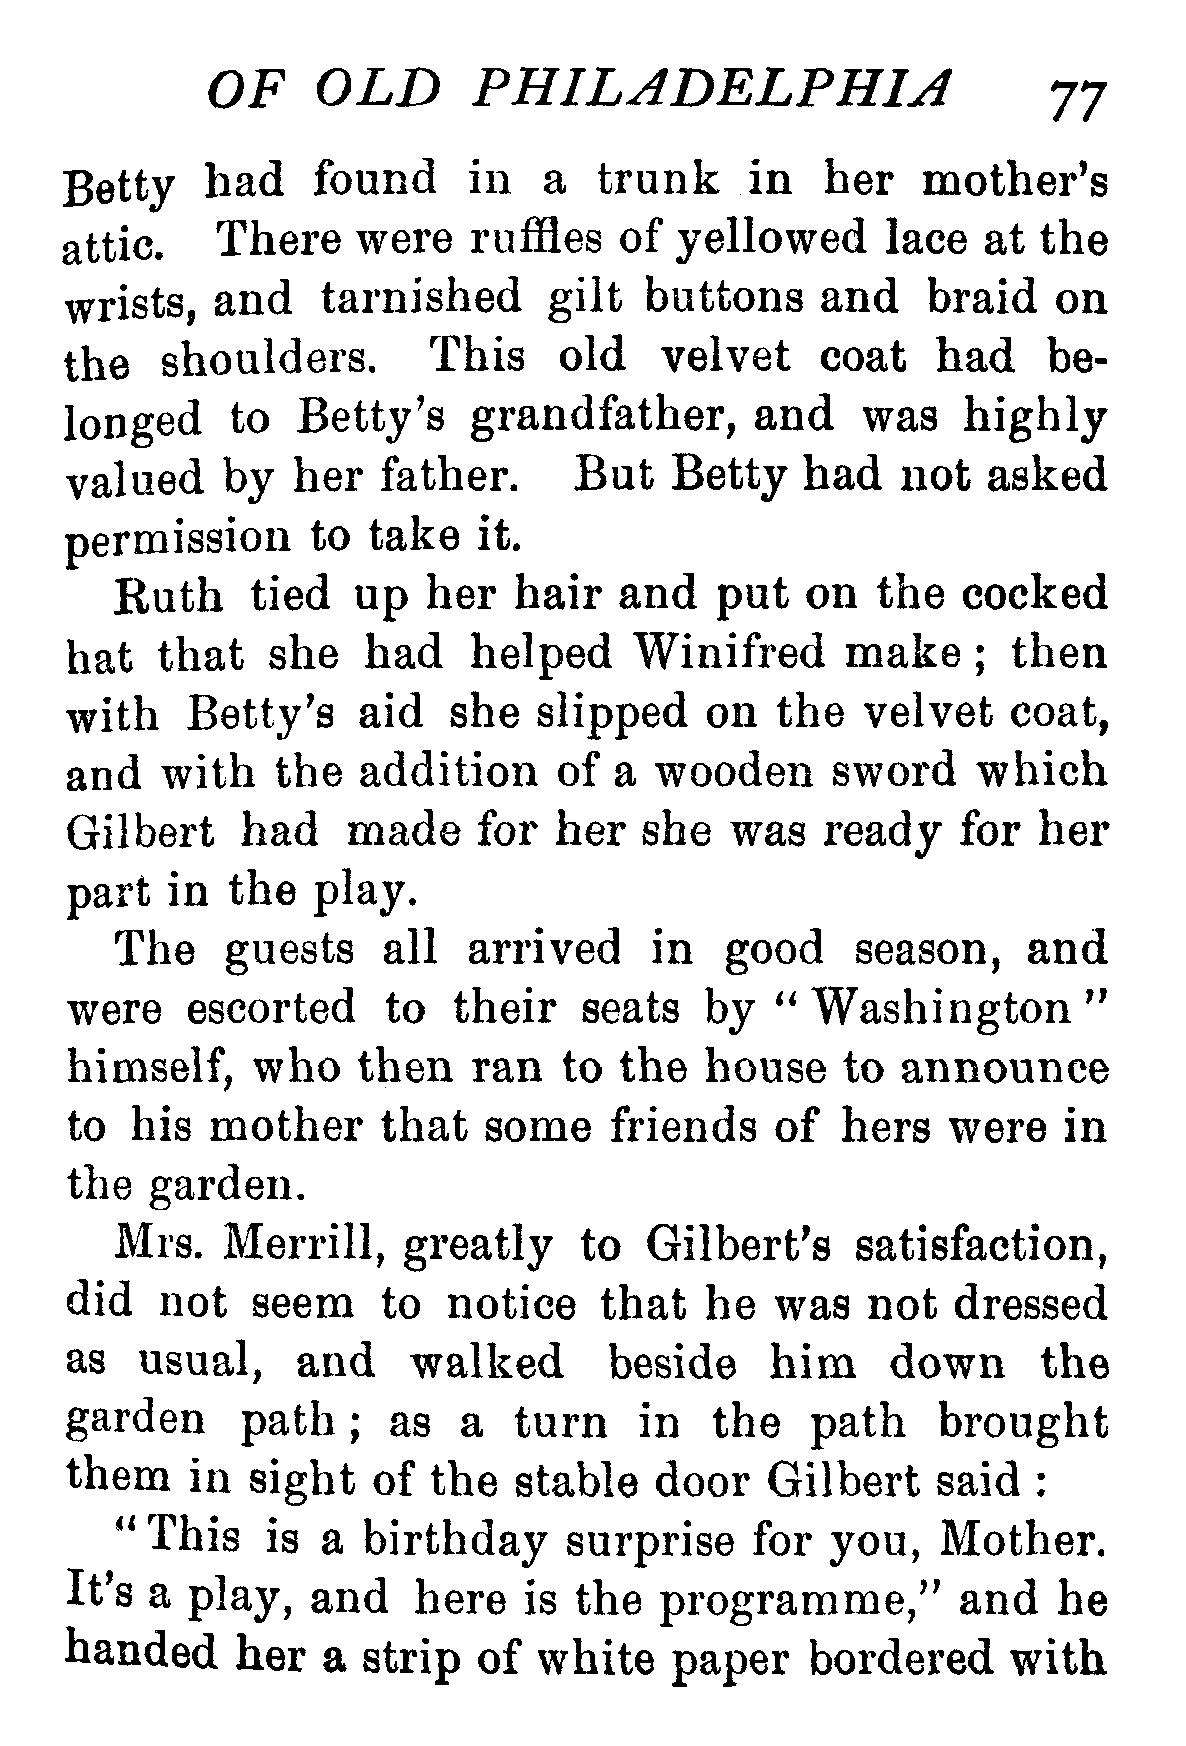 OF OLD PHILADELPHIA 77
Betty had found in a trunk in her mother's
attic. There were ruffles of yellowed lace at the
wrists, and tarnished gilt buttons and braid on
the shoulders. This old velvet coat had be-
longed to Betty's grandfather, and was highly
valued by her father. But Betty had not asked
permission to take it.
Ruth tied up her hair and put on the cocked
hat that she had helped Winifred make ; then
with Betty's aid she slipped on the velvet coat,
and with the addition of a wooden sword which
Gilbert had made for her she was ready for her
part in the play.
The guests all arrived in good season, and
were escorted to their seats by “ Washington ”
himself, who then ran to the house to announce
to his mother that some friends of hers were in
the garden.
Mrs. Merrill, greatly to Gilbert's satisfaction,
did not seem to notice that he was not dressed
as usual, and walked beside him down the
garden path ; as a turn in the path brought
them in sight of the stable door Gilbert said :
“ This is a birthday surprise for you, Mother.
It's a play, and here is the programme,” and he
handed her a strip of white paper bordered with